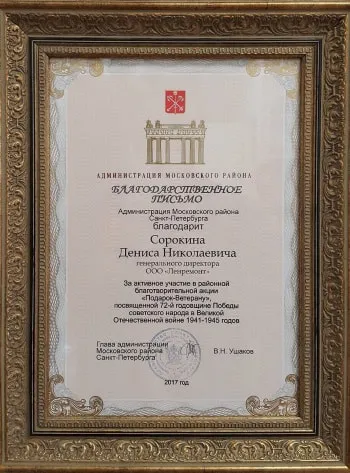 АДМИНИСТРАЦИЯ МОСКОВСКОГО РАЙОНА
БЛАГОДАРСТВЕННОЕ
ПИСЬМО
Администрация Московского района
Санкт-Петербурга
благодарит
Сорокина
Дениса Николаевича
генерального директора
ООО «Ленремонт»
За активное участие в районной
благотворительной акции
«Подарок-Ветерану»,
посвященной 72-й годовщине Победы
советского народа в Великой
Отечественной войне 1941-1945 годов
Глава администрации
Московского района
Санкт-Петербурга
В.Н. Ушаков
2017 год